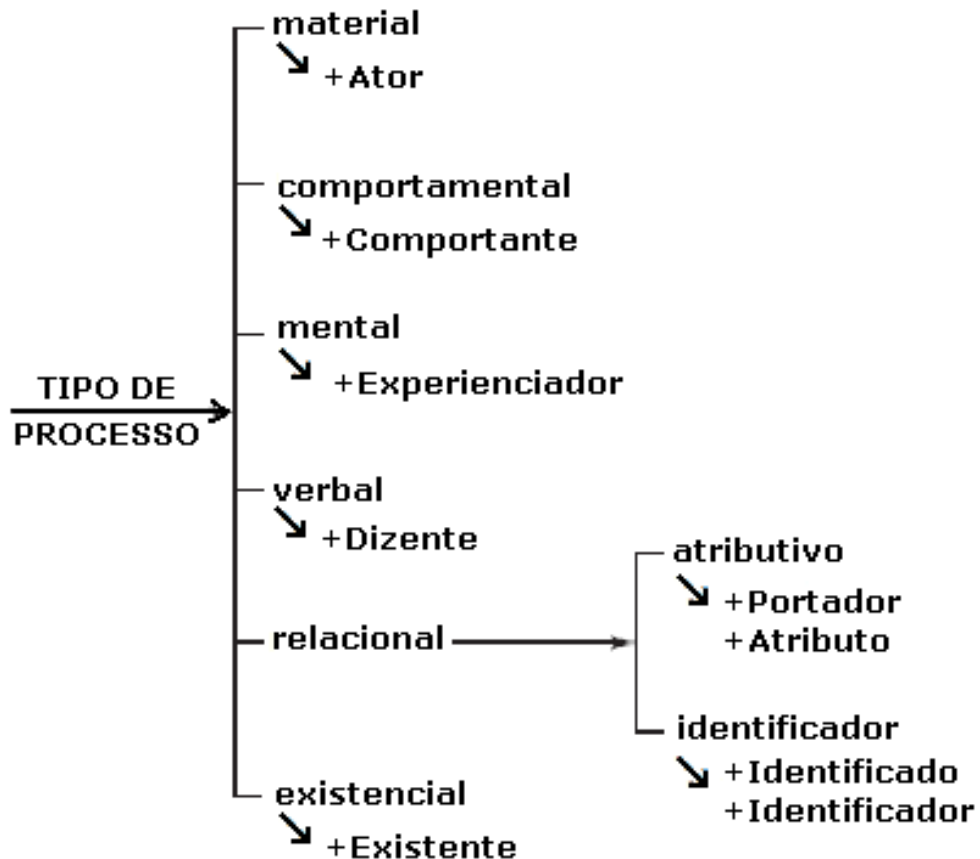 material
+Ator
comportamental
+Comportante
mental
+Experienciador
TIPO DE
PROCESSO
verbal
+Dizente
relacional
atributivo
+Portador
+Atributo
identificador
+Identificado
+Identificador
existencial
+Existente